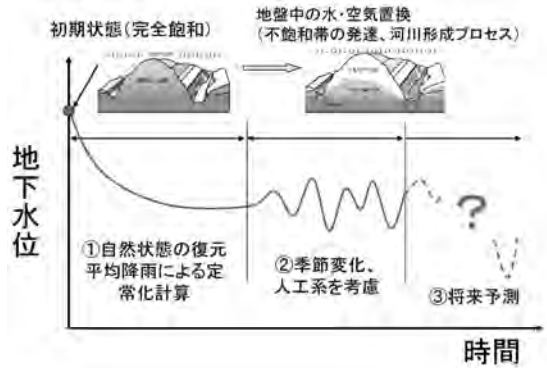 初期状態(完全飽和)
地盤中の水・空気置換
(不飽和帯の発達、河川形成プロセス)
地下水位
①自然状態の復元
平均降雨による定
常化計算
②季節変化、
人工系を考慮
?
③将来予測
時間